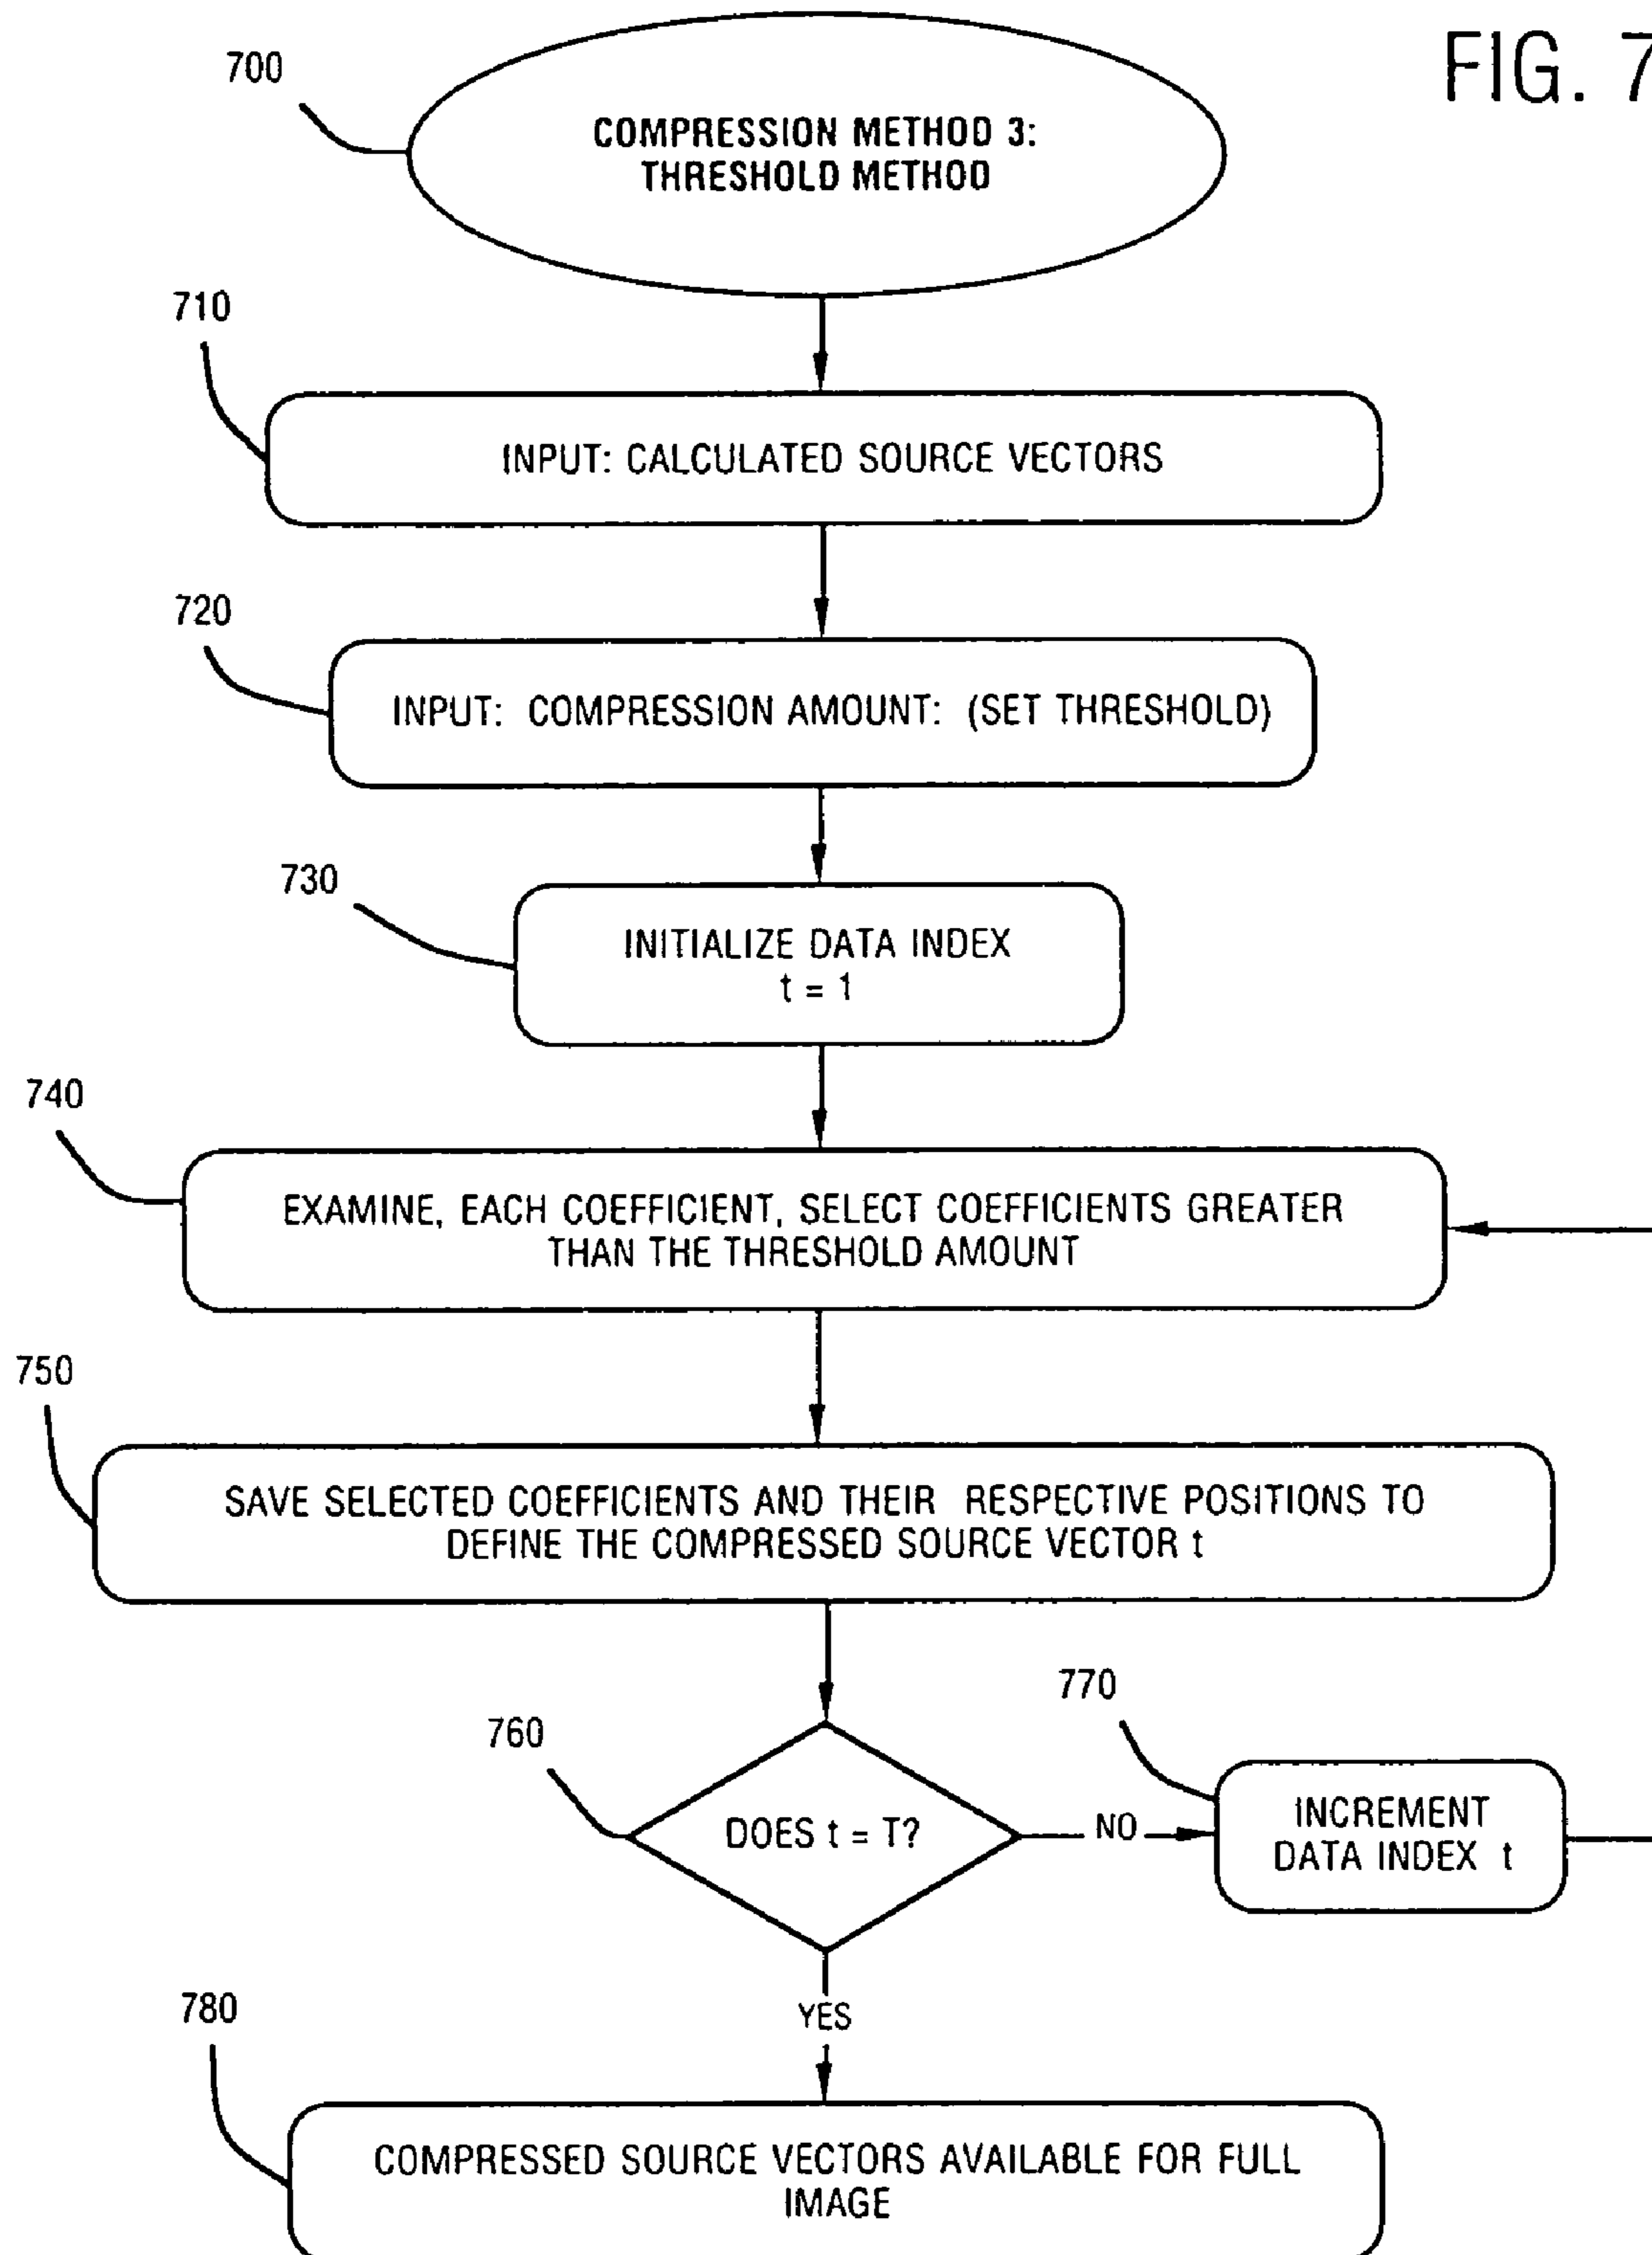 FIG. 7
700
COMPRESSION METHOD 3:
THRESHOLD METHOD
710
INPUT: CALCULATED SOURCE VECTORS
720
INPUT: COMPRESSION AMOUNT: (SET THRESHOLD)
730
INITIALIZE DATA INDEX
t = 1
740
EXAMINE, EACH COEFFICIENT, SELECT COEFFICIENTS GREATER
THAN THE THRESHOLD AMOUNT
750
SAVE SELECTED COEFFICIENTS AND THEIR RESPECTIVE POSITIONS TO
DEFINE THE COMPRESSED SOURCE VECTOR t
760
DOES t = T?
NO
770
INCREMENT
DATA INDEX t
YES
780
COMPRESSED SOURCE VECTORS AVAILABLE FOR FULL
IMAGE